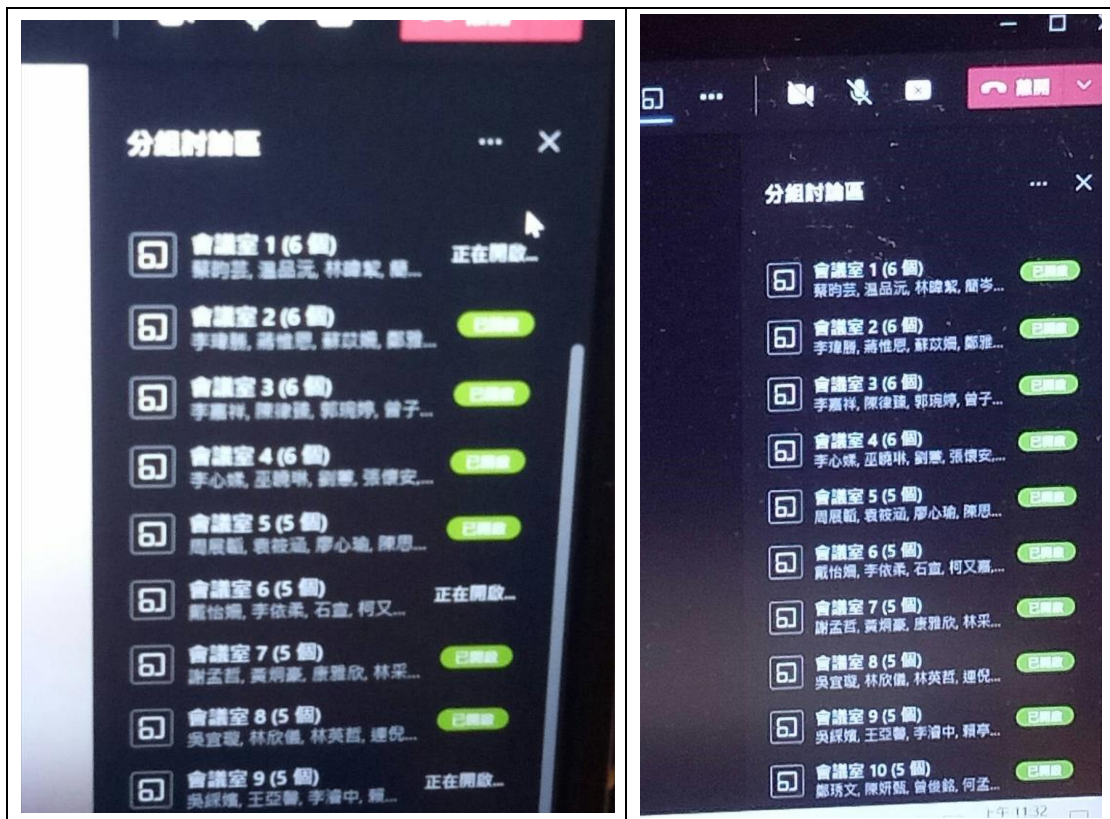 分組討論區
會議室 1 (6 個)
正在開啟...
蔡昀芸, 溫品沅, 林暐絜, 簡...
會議室 2 (6 個)
已開啟
李瑋勝, 蔣惟恩, 蘇苡姍, 鄭雅...
會議室 3 (6 個)
已開啟
李嘉祥, 陳律臻, 郭琬婷, 曾子...
會議室 4 (6 個)
已開啟
李心媃, 巫曉琳, 劉蕙, 張懷安,...
會議室 5 (5 個)
已開啟
周展韜, 袁筱涵, 廖心瑜, 陳思...
會議室 6 (5 個)
正在開啟...
戴怡姍, 李依柔, 石宣, 柯又...
會議室 7 (5 個)
已開啟
謝孟哲, 黃炯豪, 康雅欣, 林采...
會議室 8 (5 個)
已開啟
吳宜璇, 林欣儀, 林英哲, 連倪...
會議室 9 (5 個)
正在開啟...
吳綵嬪, 王亞馨, 李濬中, 賴...
離開
分組討論區
會議室 1 (6 個)
已開啟
蔡昀芸, 溫品沅, 林暐絜, 簡岑...
會議室 2 (6 個)
已開啟
李瑋勝, 蔣惟恩, 蘇苡姍, 鄭雅...
會議室 3 (6 個)
已開啟
李嘉祥, 陳律臻, 郭琬婷, 曾子...
會議室 4 (6 個)
已開啟
李心媃, 巫曉琳, 劉蕙, 張懷安,...
會議室 5 (5 個)
已開啟
周展韜, 袁筱涵, 廖心瑜, 陳思...
會議室 6 (5 個)
已開啟
戴怡姍, 李依柔, 石宣, 柯又嘉,...
會議室 7 (5 個)
已開啟
謝孟哲, 黃炯豪, 康雅欣, 林采...
會議室 8 (5 個)
已開啟
吳宜璇, 林欣儀, 林英哲, 連倪...
會議室 9 (5 個)
已開啟
吳綵嬪, 王亞馨, 李濬中, 賴亭...
會議室 10 (5 個)
已開啟
鄭琇文, 陳妍甄, 曾俊銘, 何孟...
上午 11:32